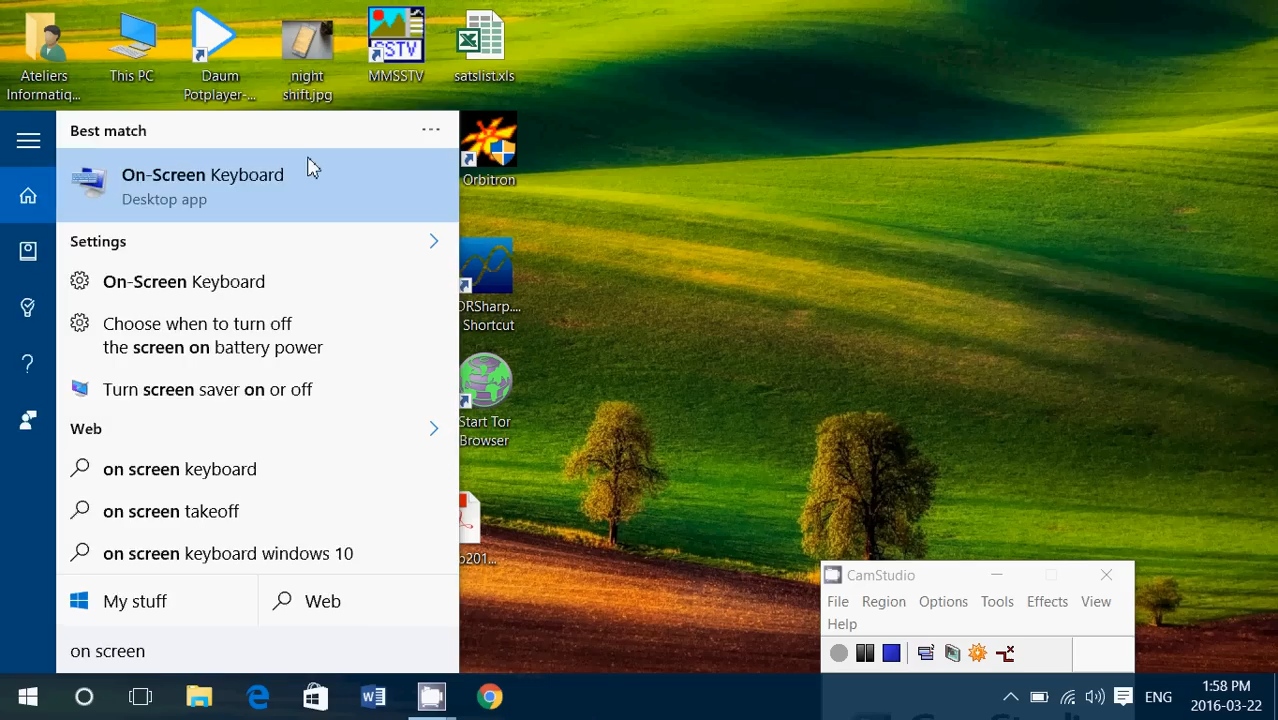 Ateliers
Informatiq...
This PC
Daum
Potplayer-...
night
shift.jpg
SSTV
MMSSTV
satslist.xls
Best match
...
On-Screen Keyboard
Desktop app
Orbitron
Settings
On-Screen Keyboard
Choose when to turn off
the screen on battery power
Turn screen saver on or off
DRSharp....
Shortcut
Start Tor
Browser
Web
on screen keyboard
on screen takeoff
on screen keyboard windows 10
My stuff
Web
on screen
CamStudio
File Region Options Tools Effects View
Help
ENG
1:58 PM
2016-03-22